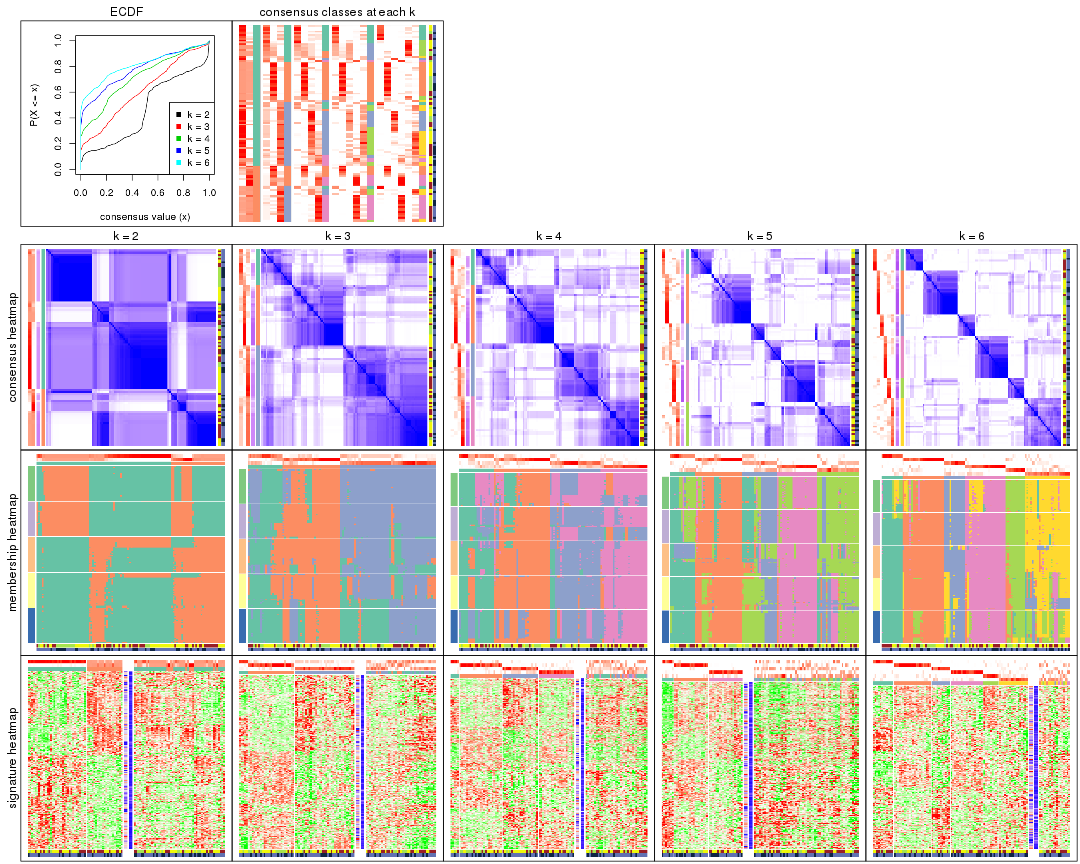 ECDF
consensus classes at each k
P(X <= x)
0.0 0.2 0.4 0.6 0.8 1.0
k = 2
k = 3
k = 4
k = 5
k = 6
0.0 0.2 0.4 0.6 0.8 1.0
consensus value (x)
k = 2 k = 3 k = 4 k = 5 k = 6
consensus heatmap
membership heatmap
signature heatmap